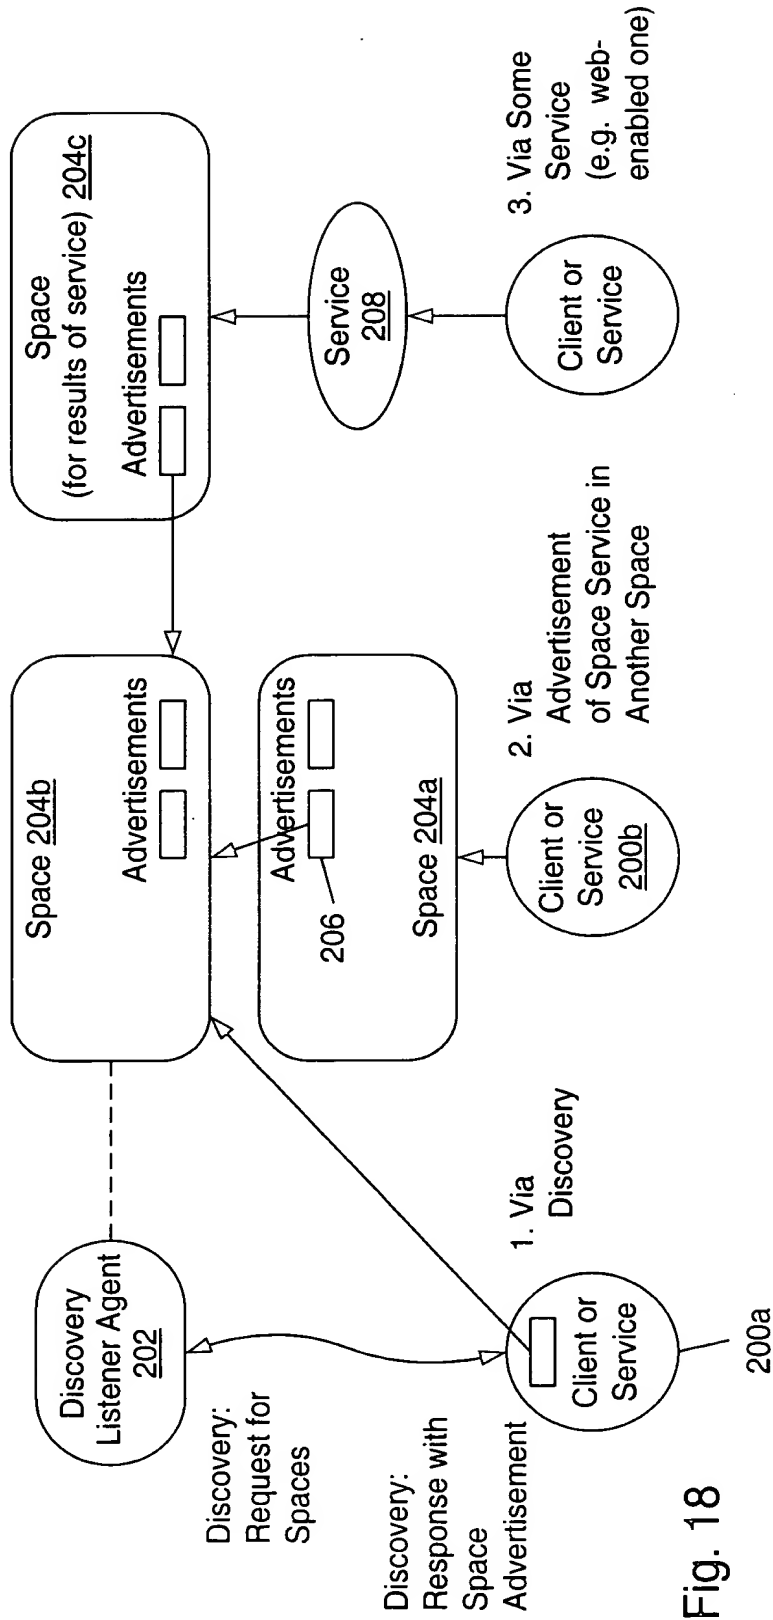 Discovery
Listener Agent
202
Discovery:
Request for
Spaces
Discovery:
Response with
Space
Advertisement
Client or
Service
200a
1. Via
Discovery
Space 204b
Advertisements
Advertisements
206
Space 204a
Client or
Service
200b
2. Via
Advertisement
of Space Service in
Another Space
Space
(for results of service) 204c
Advertisements
Service
208
Client or
Service
3. Via Some
Service
(e.g. web-
enabled one)
Fig. 18